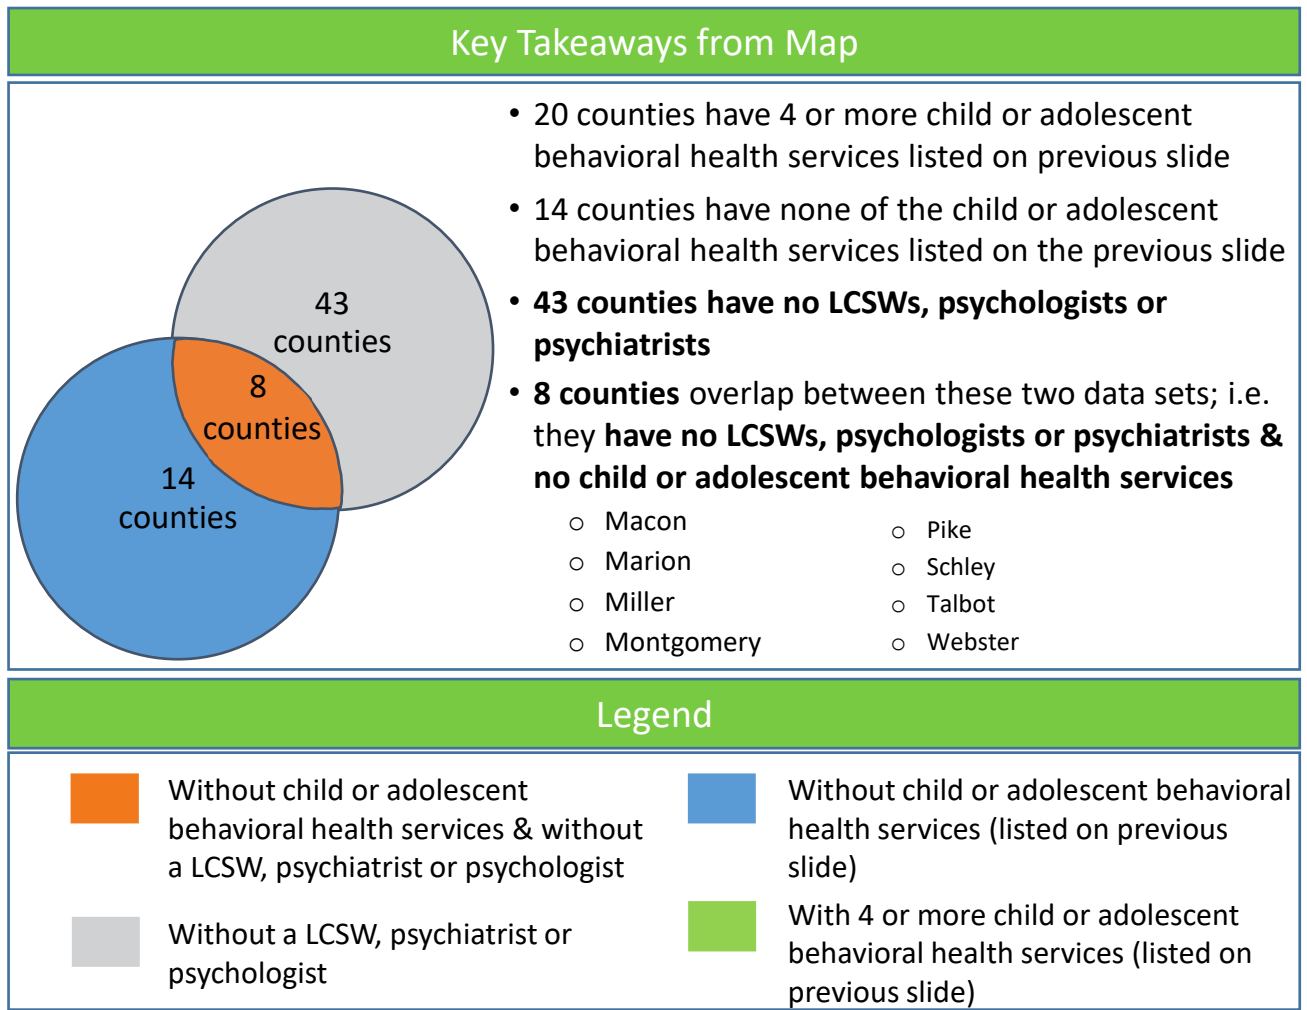 Key Takeaways from Map
43
counties
8
counties
14
counties
• 20 counties have 4 or more child or adolescent
behavioral health services listed on previous slide
• 14 counties have none of the child or adolescent
behavioral health services listed on the previous slide
• 43 counties have no LCSWs, psychologists or
psychiatrists
• 8 counties overlap between these two data sets; i.e.
they have no LCSWs, psychologists or psychiatrists &
no child or adolescent behavioral health services
o Macon
o Marion
o Miller
o Montgomery
o Pike
o Schley
o Talbot
o Webster
Legend
Without child or adolescent
behavioral health services & without
a LCSW, psychiatrist or psychologist
Without a LCSW, psychiatrist or
psychologist
Without child or adolescent behavioral
health services (listed on previous
slide)
With 4 or more child or adolescent
behavioral health services (listed on
previous slide)